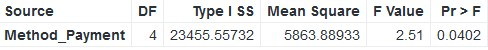 Source DF Type I SS Mean Square F Value Pr > F
Method_Payment 4 23455.55732 5863.88933 2.51 0.0402